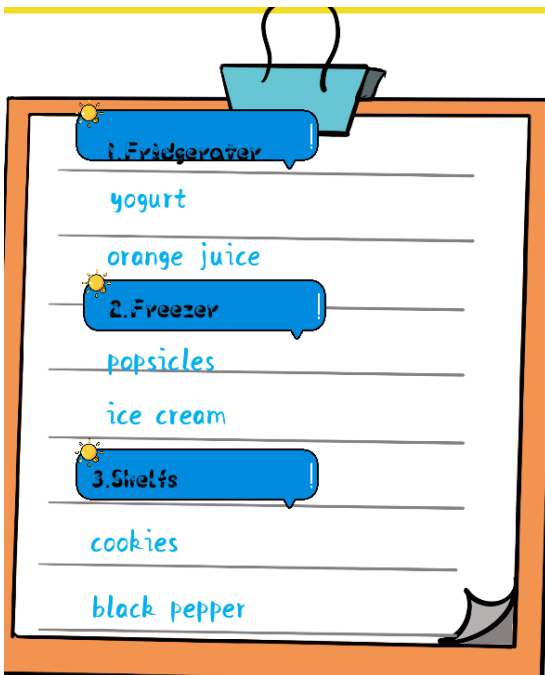 1.Fridgerater
yogurt
orange juice
2.Freezer
popsicles
ice cream
3.Shelfs
cookies
black pepper